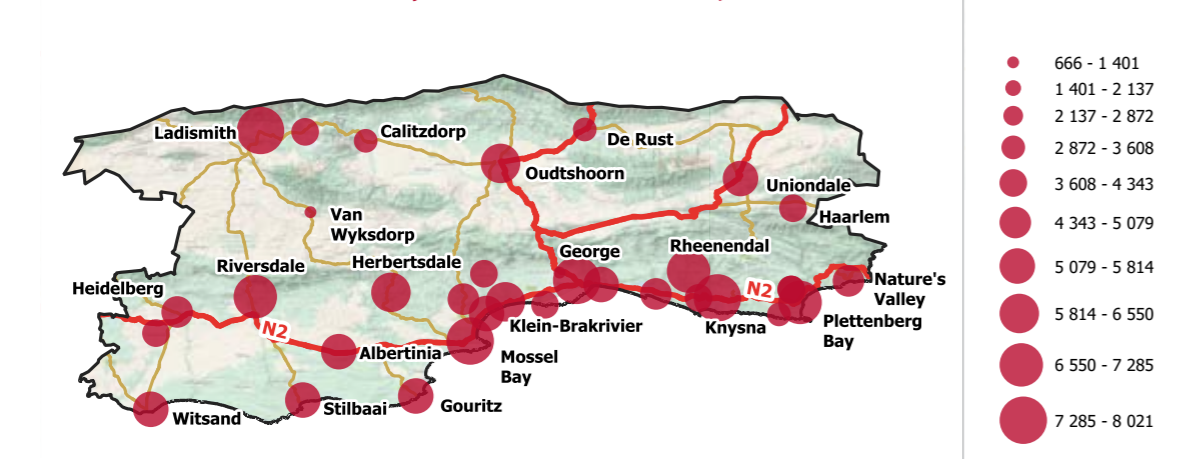 Ladismith
Calitzdorp
De Rust
Oudtshoorn
Uniondale
Haarlem
Van
Wyksdorp
Riversdale
Herbertsdale
George
Rheenendal
Heidelberg
N2
N2
Nature's
Valley
Klein-Brakrivier
Knysna
Plettenberg
Bay
Albertinia
Mossel
Bay
Witsand
Stilbaai
Gouritz
666 - 1 401
1 401 - 2 137
2 137 - 2 872
2 872 - 3 608
3 608 - 4 343
4 343 - 5 079
5 079 - 5 814
5 814 - 6 550
6 550 - 7 285
7 285 - 8 021